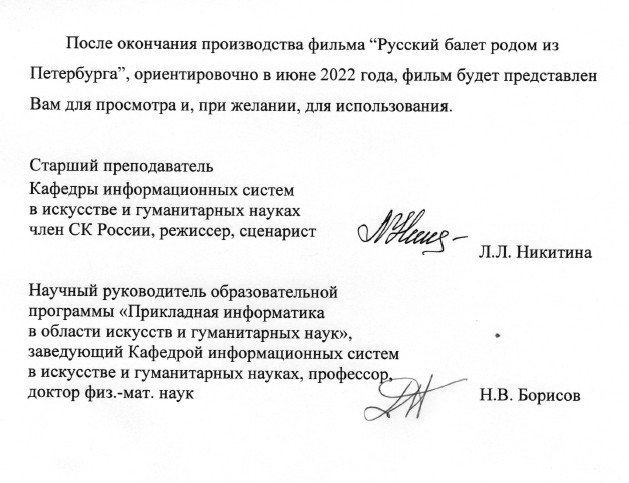 После окончания производства фильма “Русский балет родом из
Петербурга”, ориентировочно в июне 2022 года, фильм будет представлен
Вам для просмотра и, при желании, для использования.
Старший преподаватель
Кафедры информационных систем
в искусстве и гуманитарных науках
член СК России, режиссер, сценарист
Л.Л. Никитина
Научный руководитель образовательной
программы «Прикладная информатика
в области искусств и гуманитарных наук»,
заведующий Кафедрой информационных систем
в искусстве и гуманитарных науках, профессор,
доктор физ.-мат. наук
Н.В. Борисов